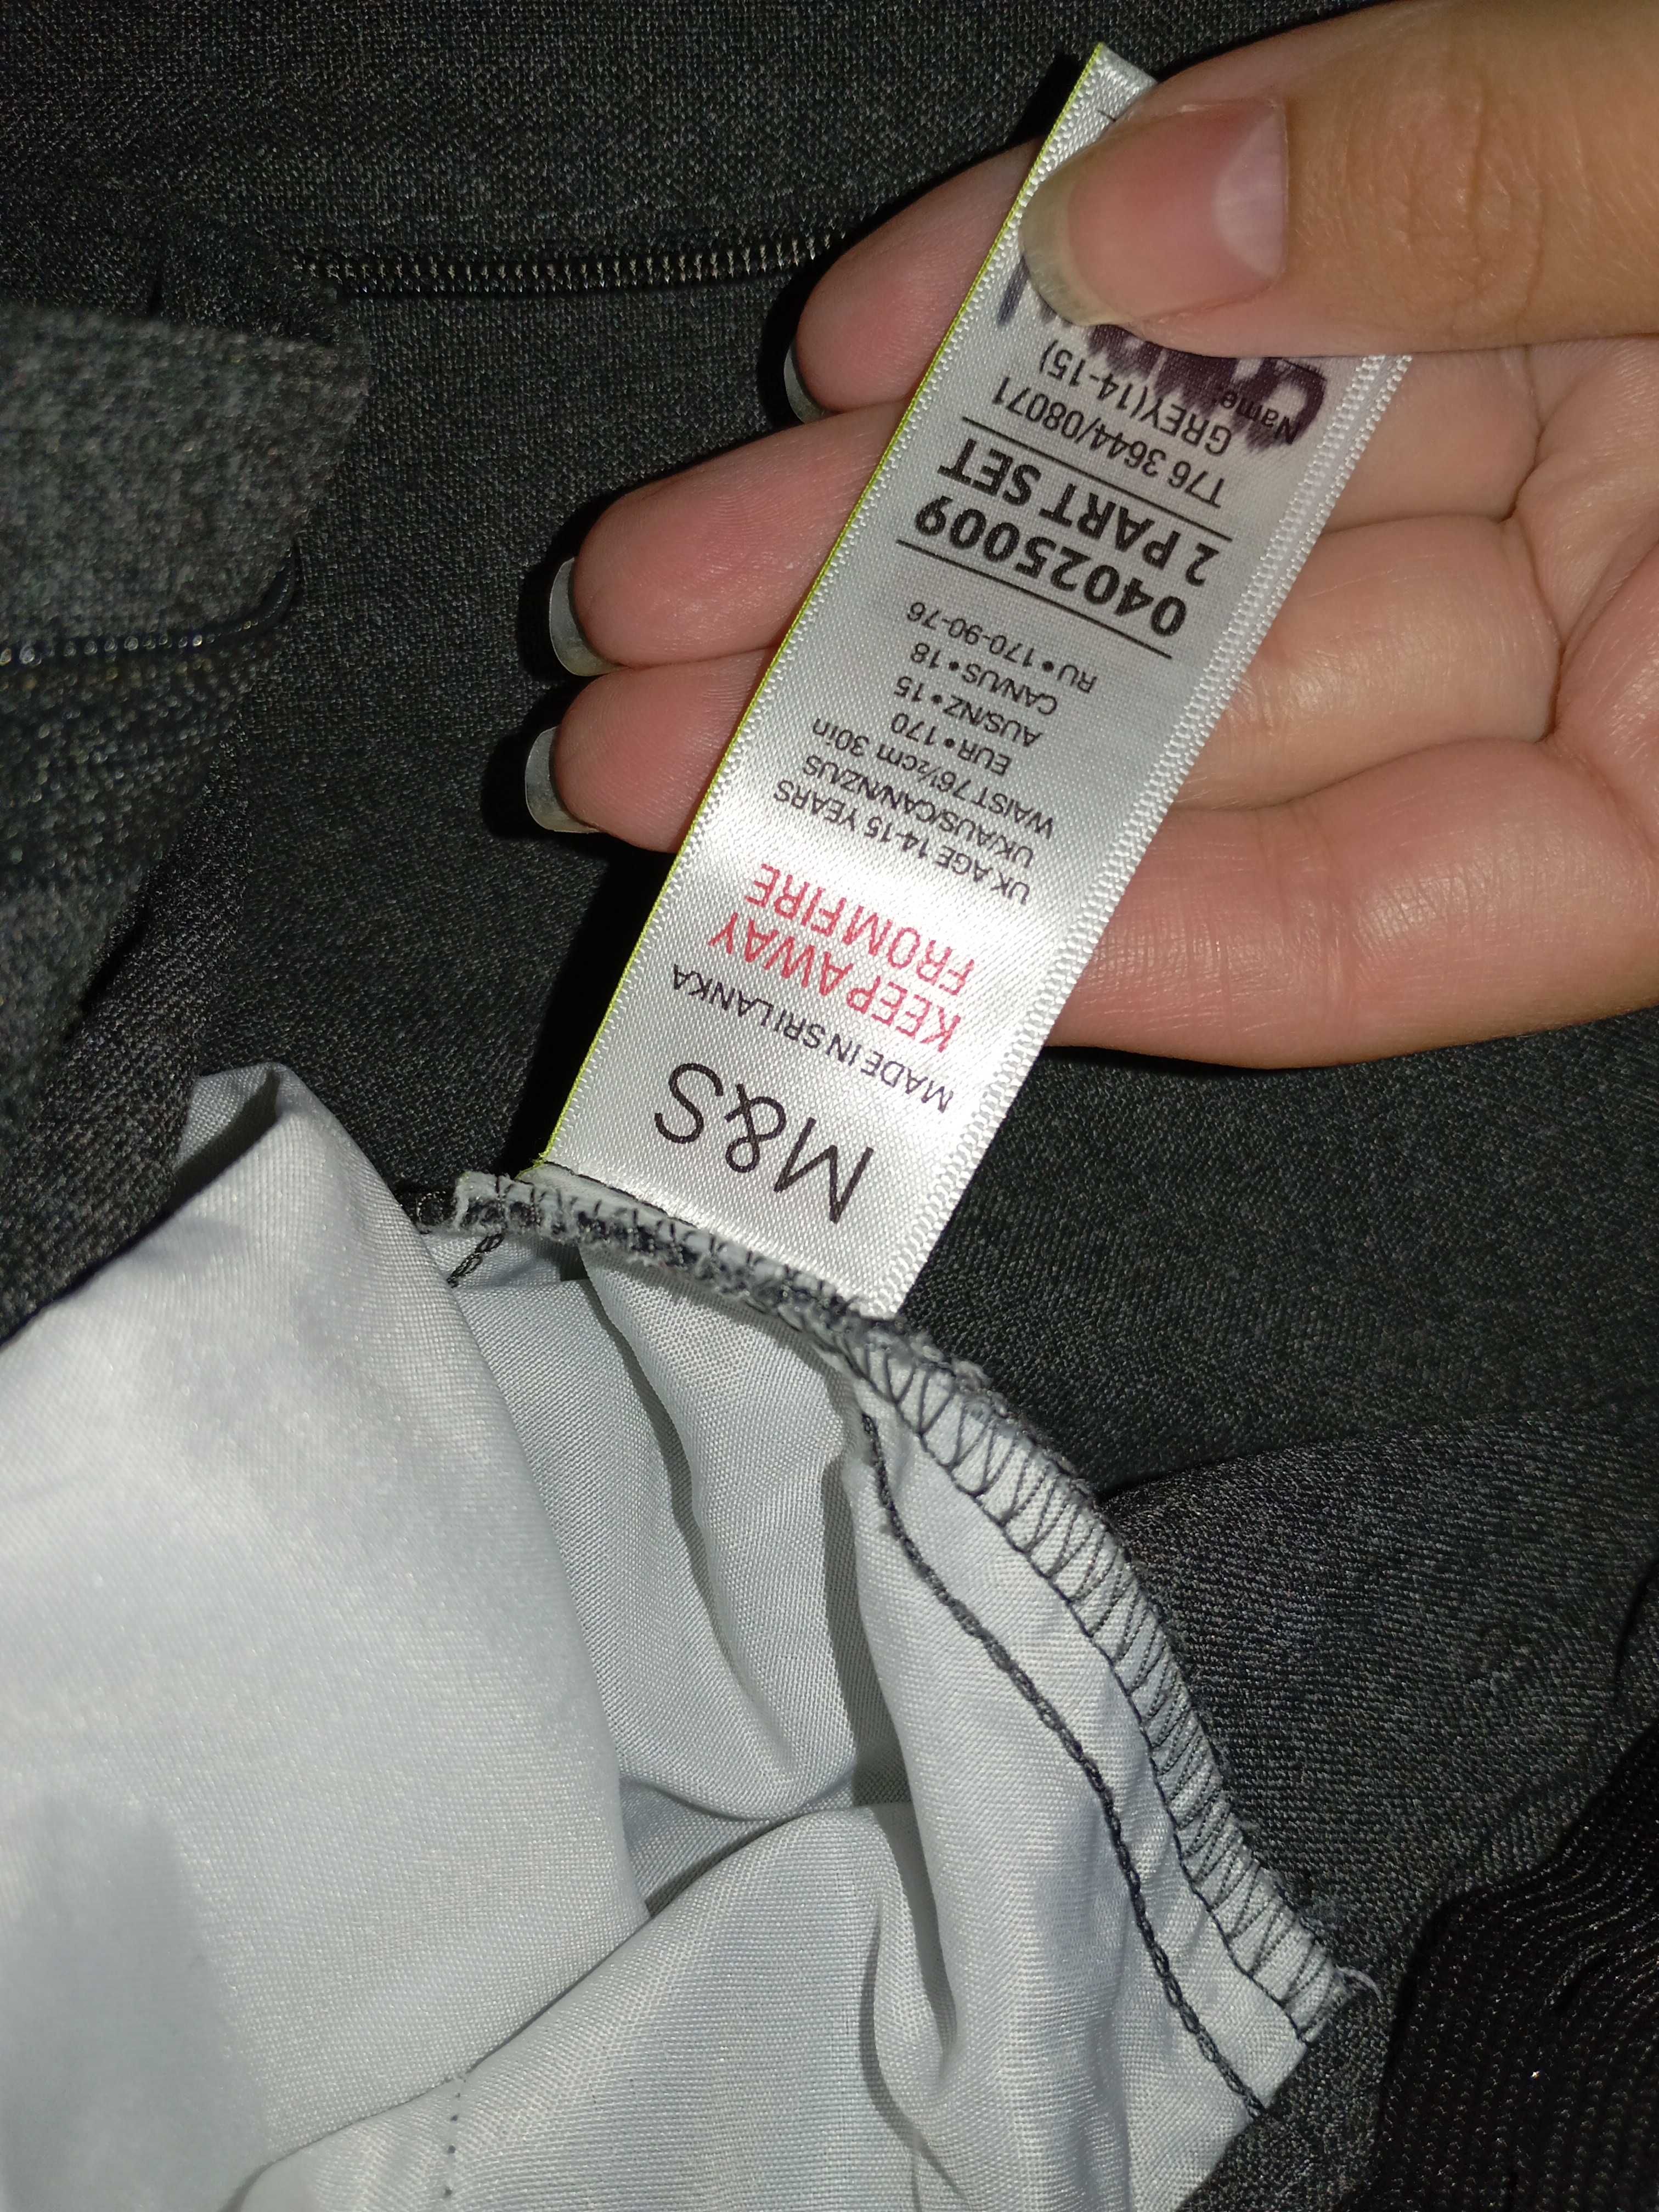 M&S
MADE IN SRI LANKA
KEEP AWAY
FROM FIRE
UK AGE 14-15 YEARS
UK/AUS/CAN/NZ/US
WAIST 76½cm 30in
EUR•170
AUS/NZ•15
CAN/US•18
RU•170-90-76
04025009
2 PART SET
T76 3644/08071
GREY(14-15)
Name